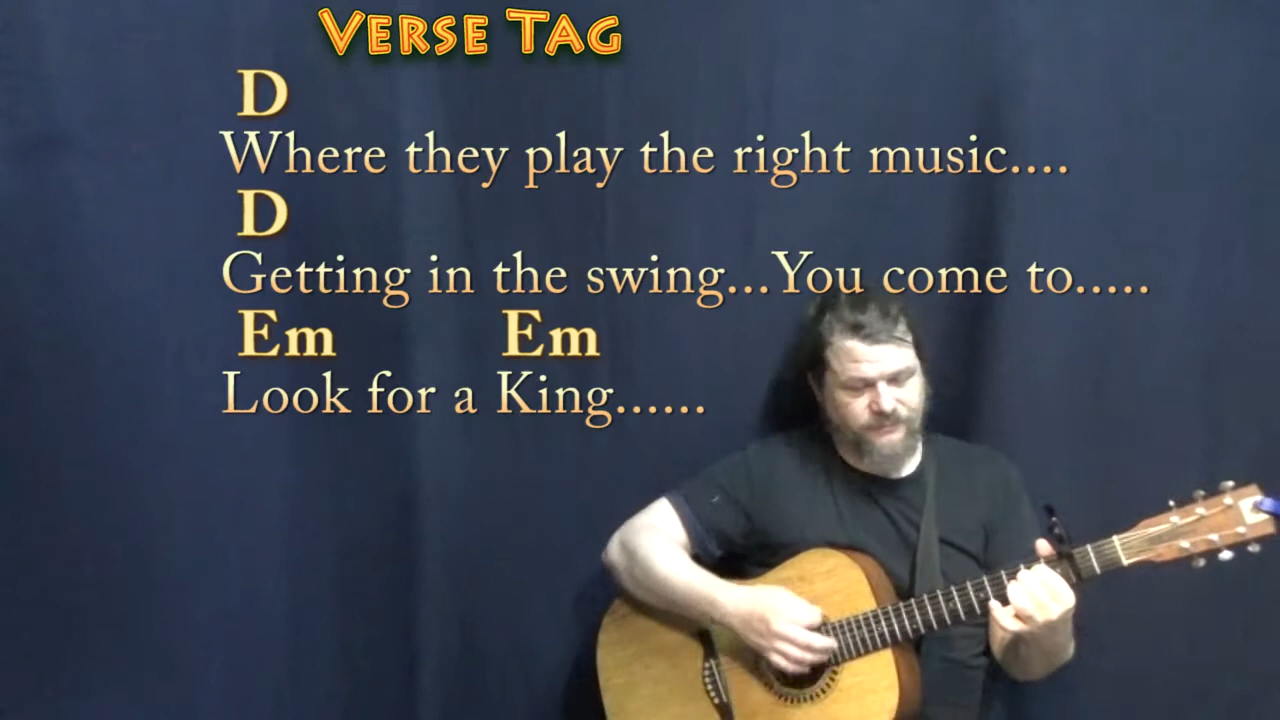 VERSE TAG
D
Where they play the right music....
D
Getting in the swing...You come to.....
Em Em
Look for a King......